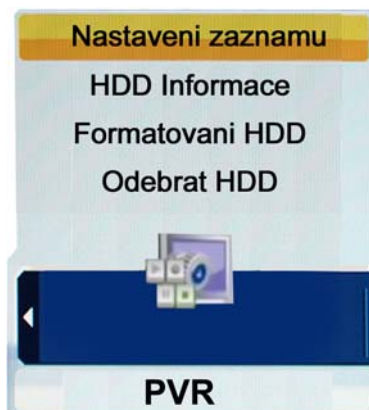 Nastaveni zaznamu
HDD Informace
Formatovani HDD
Odebrat HDD
PVR